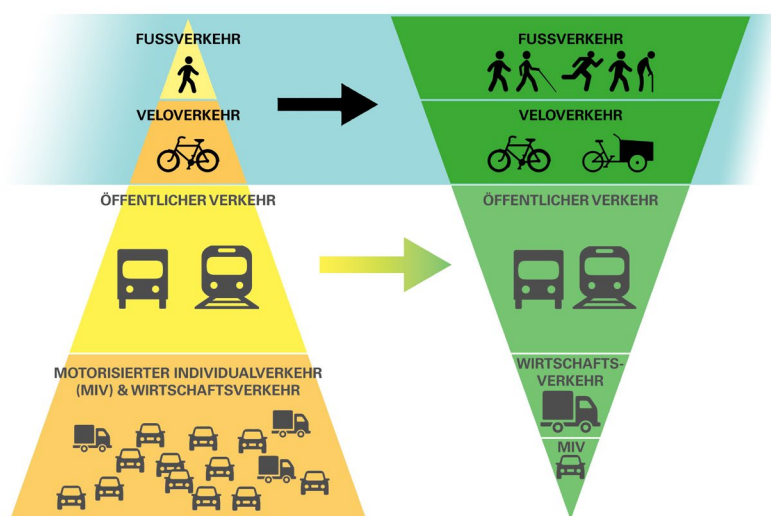 FUSSVERKEHR
VELOVERKEHR
ÖFFENTLICHER VERKEHR
MOTORISIERTER INDIVIDUALVERKEHR
(MIV) & WIRTSCHAFTSVERKEHR
FUSSVERKEHR
VELOVERKEHR
ÖFFENTLICHER VERKEHR
WIRTSCHAFTS-
VERKEHR
MIV